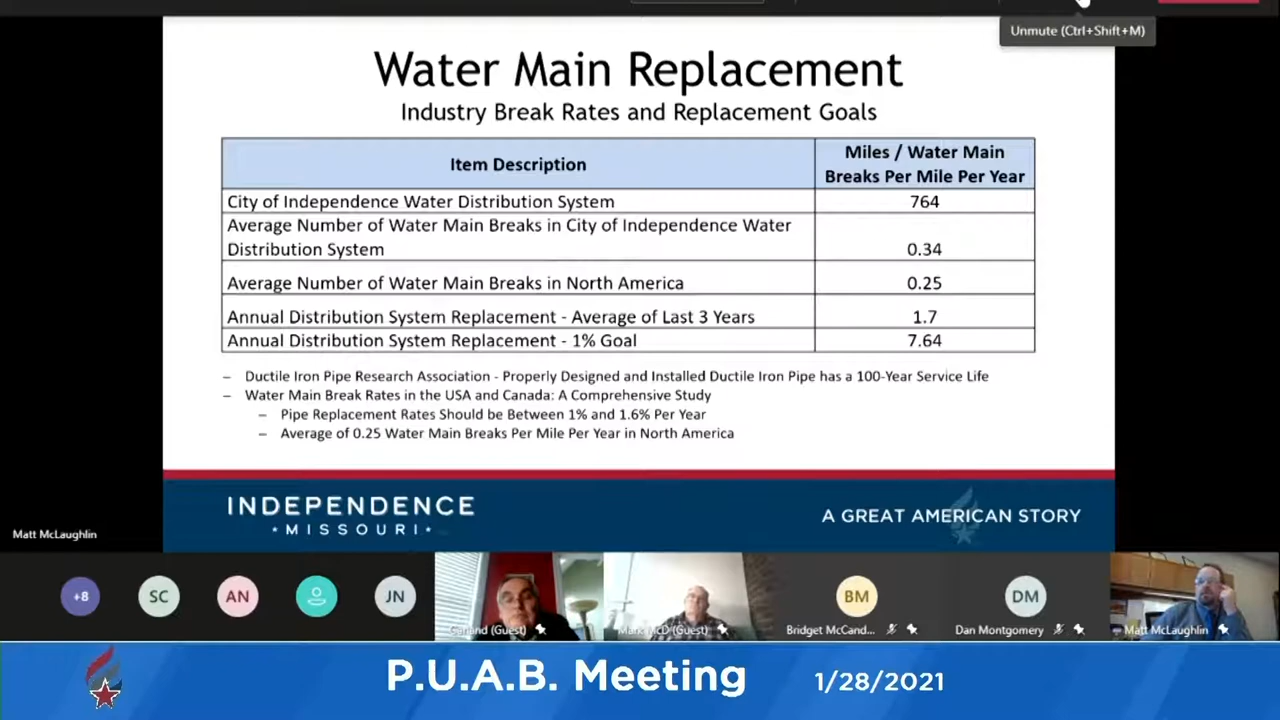 Unmute (Ctrl+Shift+M)
Water Main Replacement
Industry Break Rates and Replacement Goals
Item Description
Miles / Water Main
Breaks Per Mile Per Year
City of Independence Water Distribution System
764
Average Number of Water Main Breaks in City of Independence Water
Distribution System
0.34
Average Number of Water Main Breaks in North America
0.25
Annual Distribution System Replacement - Average of Last 3 Years
1.7
Annual Distribution System Replacement - 1% Goal
7.64
– Ductile Iron Pipe Research Association - Properly Designed and Installed Ductile Iron Pipe has a 100-Year Service Life
– Water Main Break Rates in the USA and Canada: A Comprehensive Study
– Pipe Replacement Rates Should be Between 1% and 1.6% Per Year
– Average of 0.25 Water Main Breaks Per Mile Per Year in North America
INDEPENDENCE
MISSOURI
A GREAT AMERICAN STORY
Matt McLaughlin
+8
SC
AN
JN
Garland (Guest)
Mark McD (Guest)
BM
Bridget McCand...
DM
Dan Montgomery
Matt McLaughlin
P.U.A.B. Meeting
1/28/2021